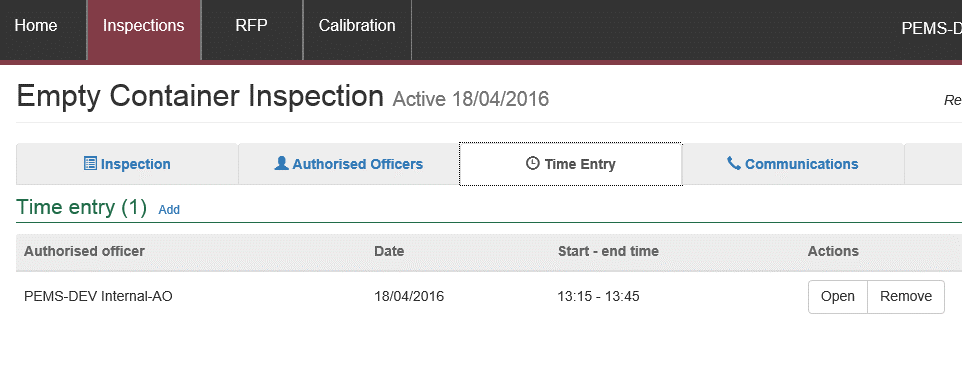 Home Inspections RFP Calibration PEMS-D
Empty Container Inspection Active 18/04/2016
Re
Inspection Authorised Officers Time Entry Communications
Time entry (1) Add
Authorised officer Date Start - end time Actions
PEMS-DEV Internal-AO 18/04/2016 13:15 - 13:45 Open Remove